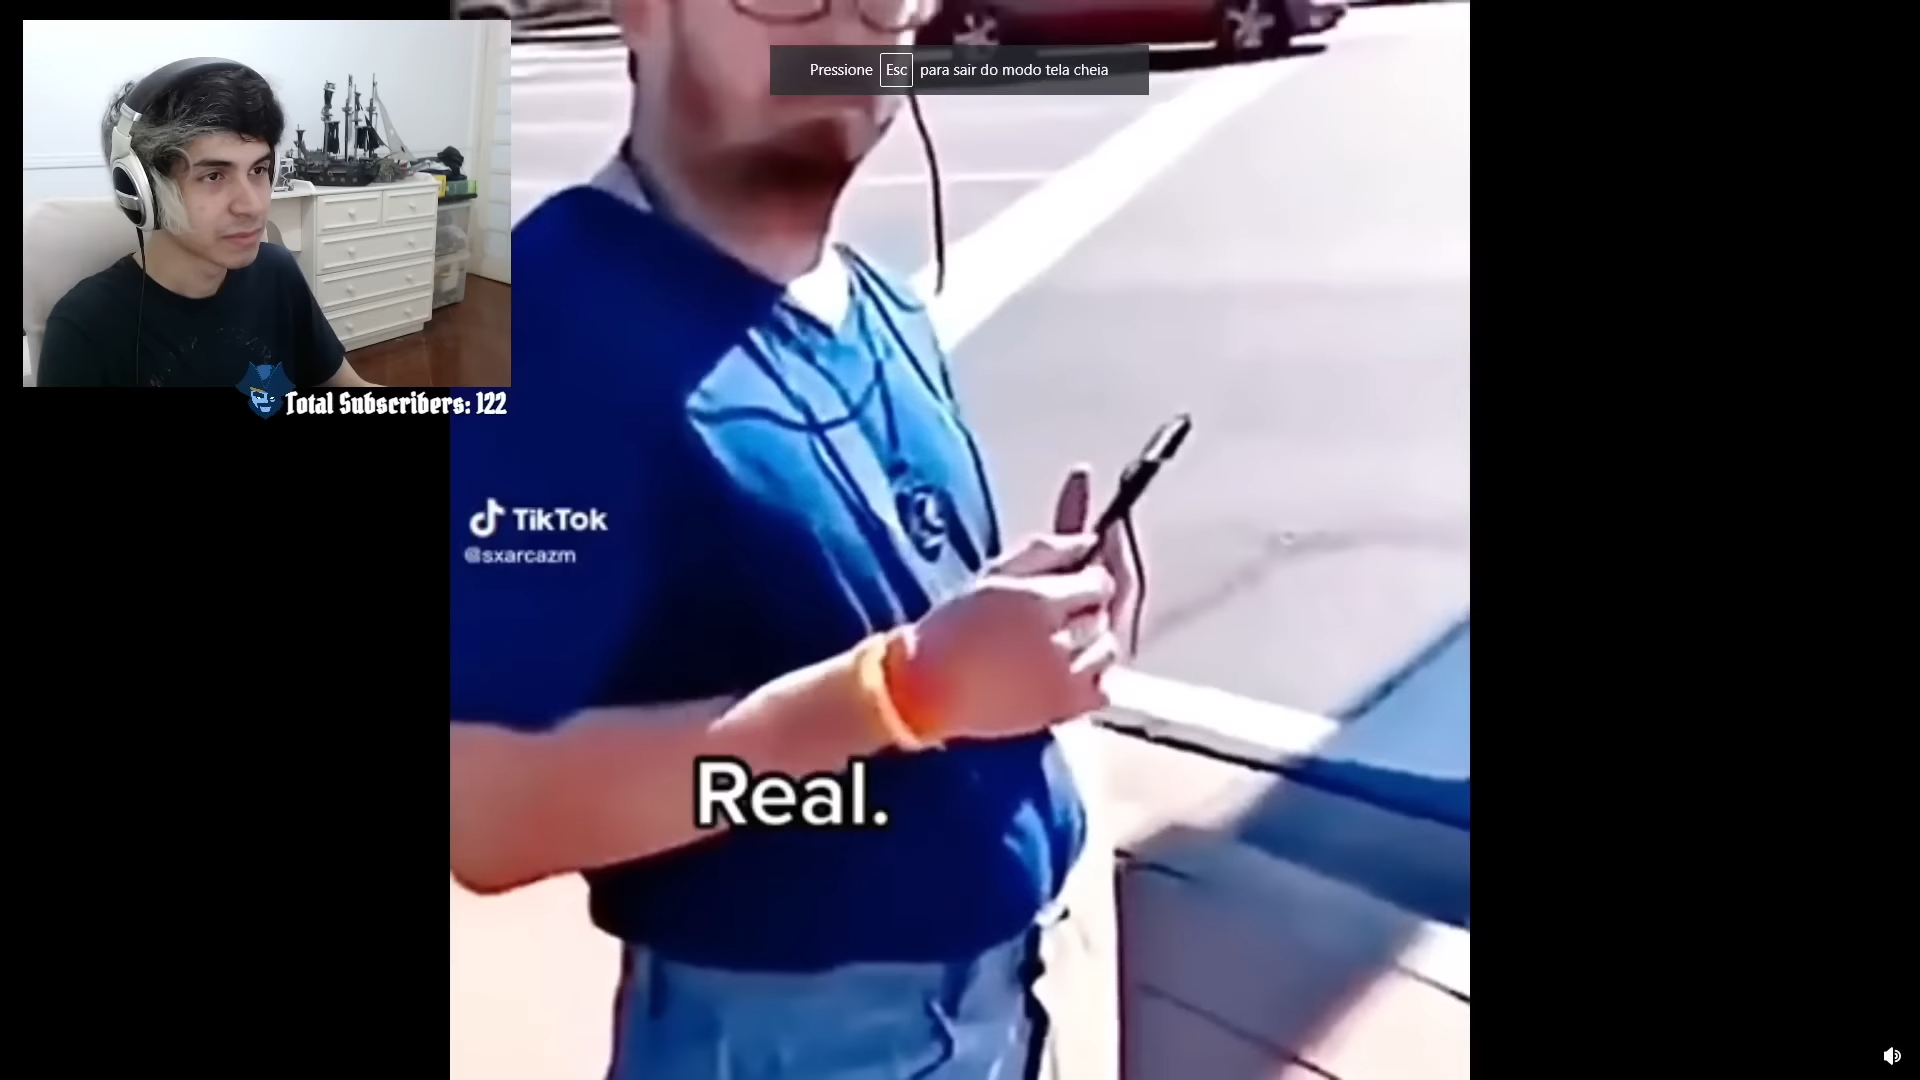 Pressione Esc para sair do modo tela cheia
Total Subscribers: 122
TikTok
@sxarcazm
Real.